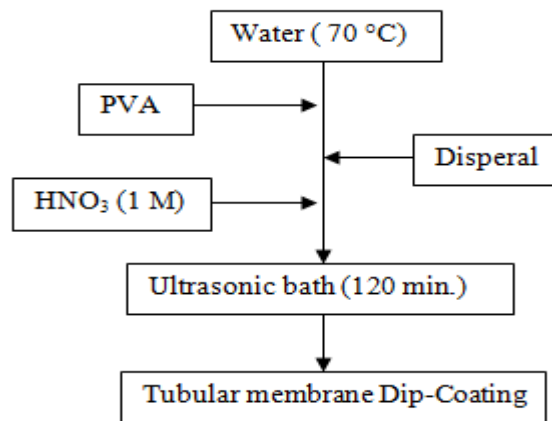 Water ( 70 °C)
PVA
Disperal
HNO₃ (1 M)
Ultrasonic bath (120 min.)
Tubular membrane Dip-Coating